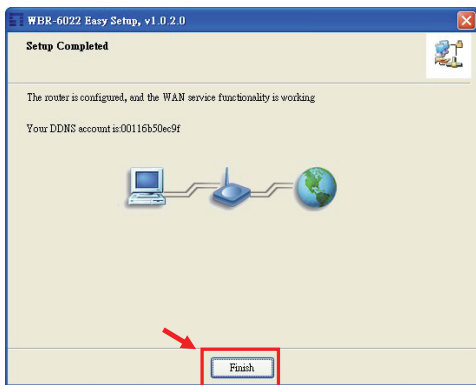 WBR-6022 Easy Setup, v1.0.2.0
Setup Completed
The router is configured, and the WAN service functionality is working
Your DDNS account is:00116b50ec9f
Finish